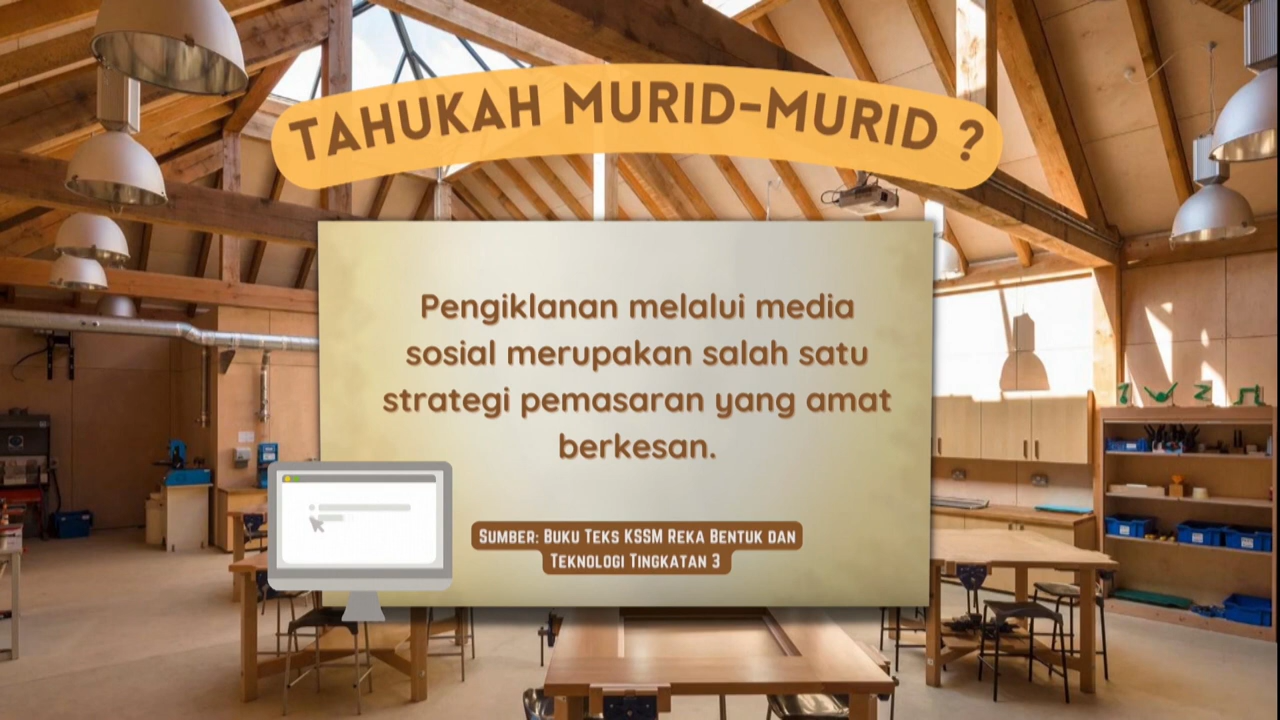 TAHUKAH MURID-MURID ?
Pengiklanan melalui media
sosial merupakan salah satu
strategi pemasaran yang amat
berkesan.
SUMBER: BUKU TEKS KSSM REKA BENTUK DAN
TEKNOLOGI TINGKATAN 3